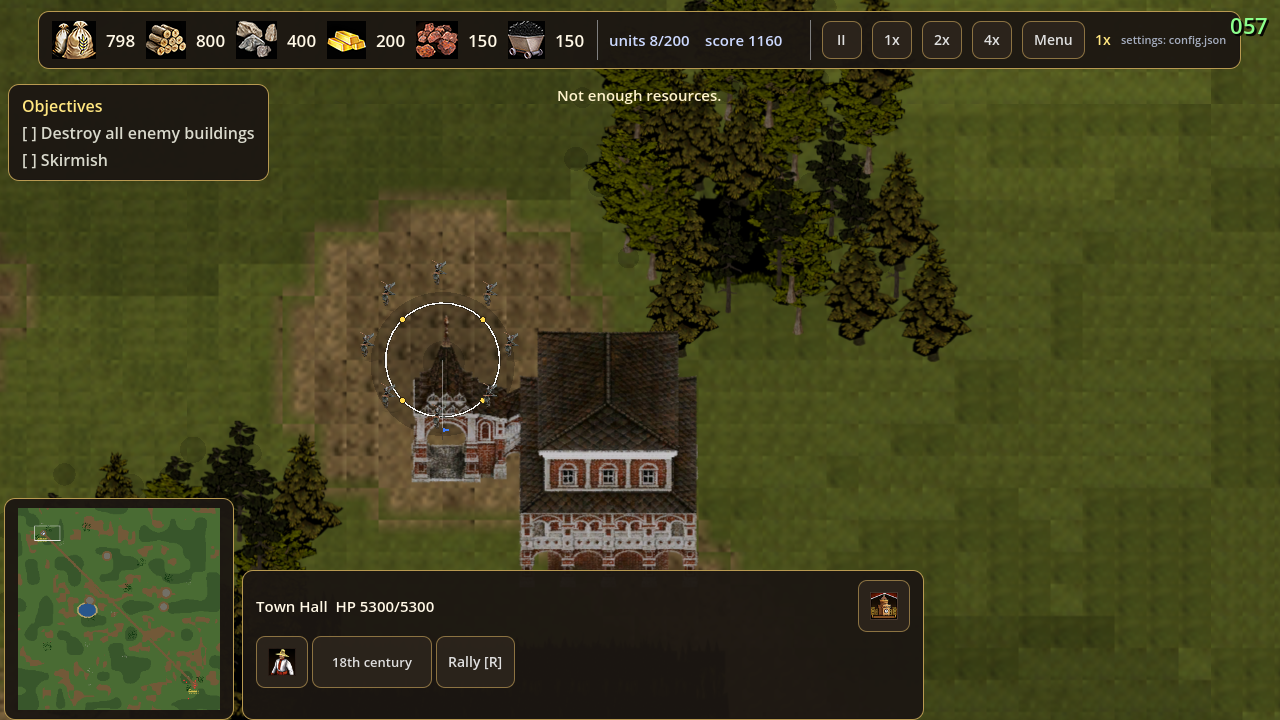 798 800 400 200 150 150 units 8/200 score 1160 II 1x 2x 4x Menu 1x settings: config.json 057
Objectives
[ ] Destroy all enemy buildings
[ ] Skirmish
Not enough resources.
Town Hall HP 5300/5300
18th century Rally [R]